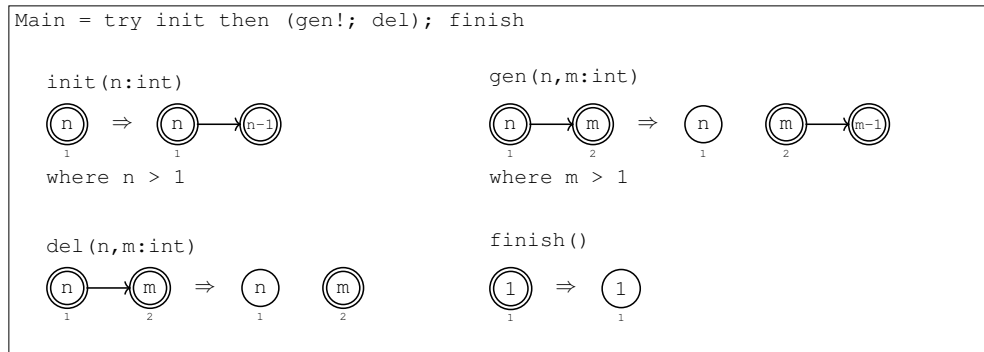 Main = try init then (gen!; del); finish
init(n:int)
n ⇒ n n-1
1 1
where n > 1
gen(n,m:int)
n m ⇒ n m m-1
1 2 1 2
where m > 1
del(n,m:int)
n m ⇒ n m
1 2 1 2
finish()
1 ⇒ 1
1 1